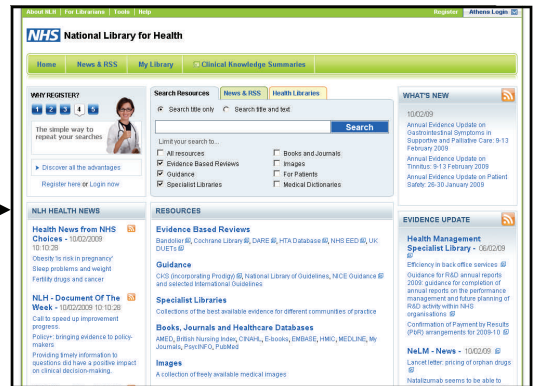 About NLH | For Librarians | Tools | Help
Register Athens Login
NHS National Library for Health
Home News & RSS My Library Clinical Knowledge Summaries
WHY REGISTER?
1 2 3 4 5
The simple way to
repeat your searches
Discover all the advantages
Register here or Login now
Search Resources News & RSS Health Libraries
Search title only Search title and text
Search
Limit your search to...
All resources Books and Journals
Evidence Based Reviews Images
Guidance For Patients
Specialist Libraries Medical Dictionaries
WHAT'S NEW
10/02/09
Annual Evidence Update on
Gastrointestinal Symptoms in
Supportive and Palliative Care: 9-13
February 2009
Annual Evidence Update on
Tinnitus: 9-13 February 2009
Annual Evidence Update on Patient
Safety: 26-30 January 2009
NLH HEALTH NEWS
Health News from NHS
Choices - 10/02/2009
10:10:28
Obesity 'is risk in pregnancy'
Sleep problems and weight
Fertility drugs and cancer
NLH - Document Of The
Week - 10/02/2009 10:10:28
Call to speed up improvement
progress.
Policy+: bringing evidence to policy-
makers
Providing timely information to
questions did have a positive impact
on clinical decision-making.
RESOURCES
Evidence Based Reviews
Bandolier, Cochrane Library, DARE, HTA Database, NHS EED, UK
DUETs
Guidance
CKS (incorporating Prodigy), National Library of Guidelines, NICE Guidance
and selected International Guidelines
Specialist Libraries
Collections of the best available evidence for different communities of practice
Books, Journals and Healthcare Databases
AMED, British Nursing Index, CINAHL, E-books, EMBASE, HMIC, MEDLINE, My
Journals, PsycINFO, PubMed
Images
A collection of freely available medical images
EVIDENCE UPDATE
Health Management
Specialist Library - 06/02/09
Efficiency in back office services
Guidance for R&D annual reports
2009: guidance for completion of
annual reports on the performance
management and future planning of
R&D activity within NHS
organisations
Confirmation of Payment by Results
(PbR) arrangements for 2009-10
NeLM - News - 10/02/09
Lancet letter: pricing of orphan drugs
Natalizumab seems to be able to